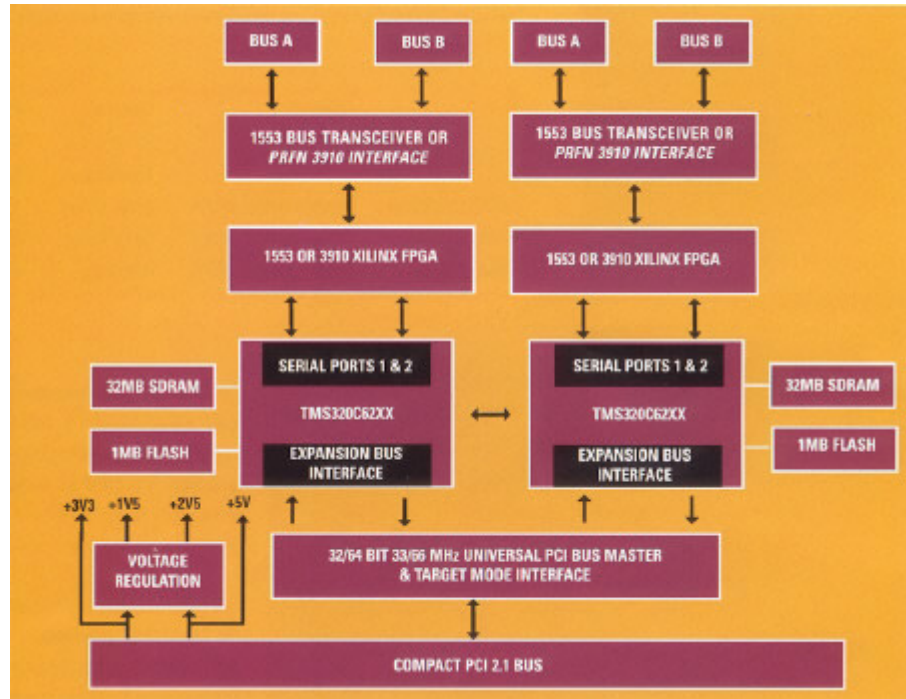 BUS A
BUS B
BUS A
BUS B
1553 BUS TRANSCEIVER OR
PRFN 3910 INTERFACE
1553 BUS TRANSCEIVER OR
PRFN 3910 INTERFACE
1553 OR 3910 XILINX FPGA
1553 OR 3910 XILINX FPGA
SERIAL PORTS 1 & 2
SERIAL PORTS 1 & 2
32MB SDRAM
32MB SDRAM
TMS320C62XX
TMS320C62XX
1MB FLASH
1MB FLASH
EXPANSION BUS
INTERFACE
EXPANSION BUS
INTERFACE
+3V3
+1V5
+2V5
+5V
VOLTAGE
REGULATION
32/64 BIT 33/66 MHz UNIVERSAL PCI BUS MASTER
& TARGET MODE INTERFACE
COMPACT PCI 2.1 BUS